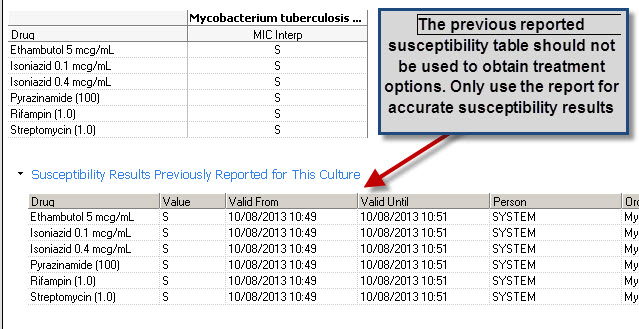 Mycobacterium tuberculosis ...
Drug MIC Interp
Ethambutol 5 mcg/mL S
Isoniazid 0.1 mcg/mL S
Isoniazid 0.4 mcg/mL S
Pyrazinamide (100) S
Rifampin (1.0) S
Streptomycin (1.0) S
The previous reported
susceptibility table should not
be used to obtain treatment
options. Only use the report for
accurate susceptibility results
Susceptibility Results Previously Reported for This Culture
Drug Value Valid From Valid Until Person Orc
Ethambutol 5 mcg/mL S 10/08/2013 10:49 10/08/2013 10:51 SYSTEM My
Isoniazid 0.1 mcg/mL S 10/08/2013 10:49 10/08/2013 10:51 SYSTEM My
Isoniazid 0.4 mcg/mL S 10/08/2013 10:49 10/08/2013 10:51 SYSTEM My
Pyrazinamide (100) S 10/08/2013 10:49 10/08/2013 10:51 SYSTEM My
Rifampin (1.0) S 10/08/2013 10:49 10/08/2013 10:51 SYSTEM My
Streptomycin (1.0) S 10/08/2013 10:49 10/08/2013 10:51 SYSTEM My